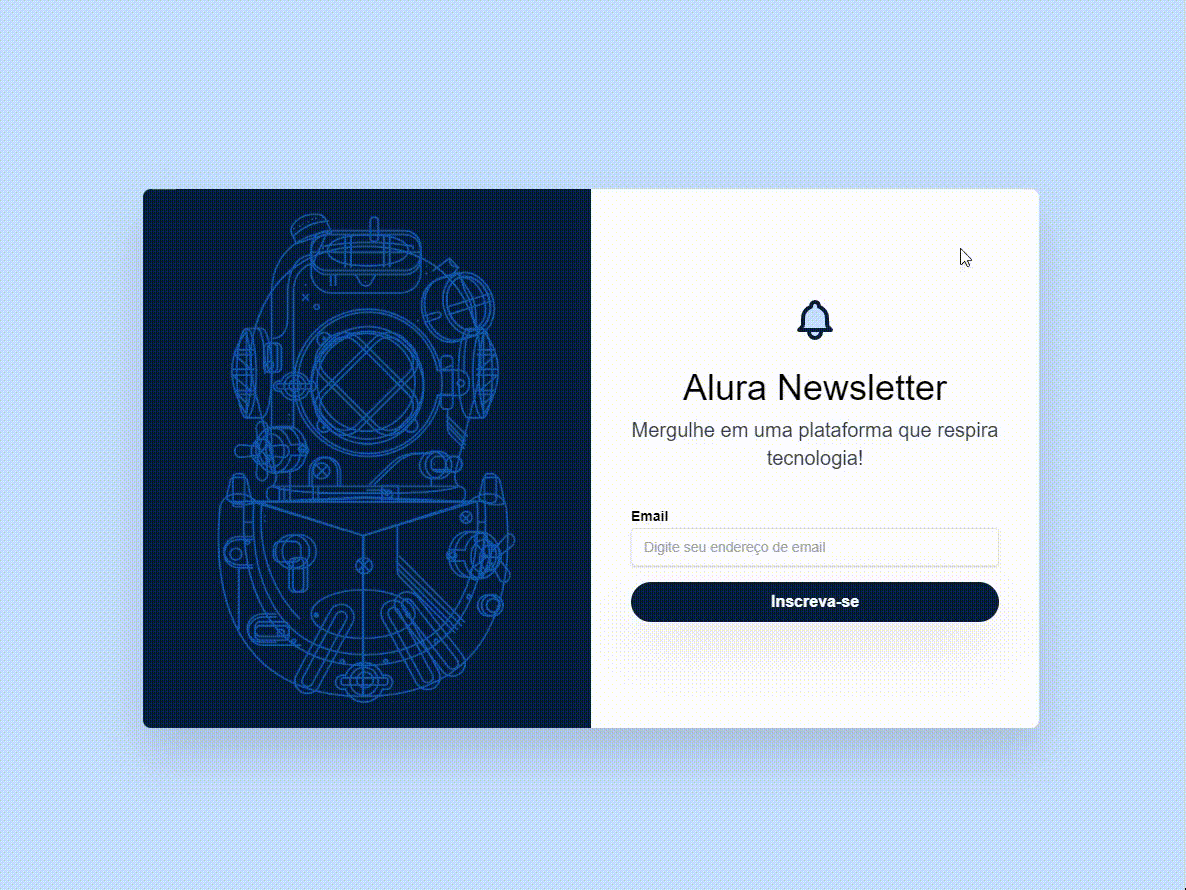 Alura Newsletter
Mergulhe em uma plataforma que respira
tecnologia!
Email
Digite seu endereço de email
Inscreva-se